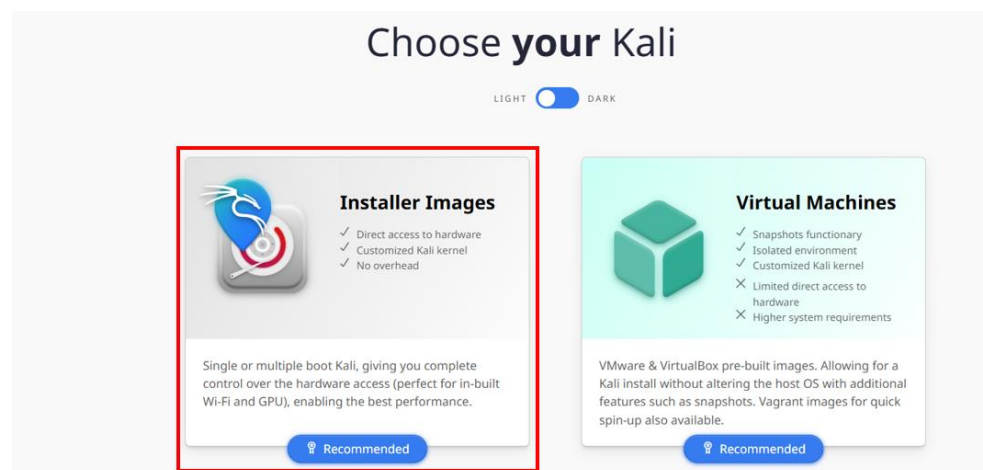 Choose your Kali
LIGHT DARK
Installer Images
✓ Direct access to hardware
✓ Customized Kali kernel
✓ No overhead
Single or multiple boot Kali, giving you complete
control over the hardware access (perfect for in-built
Wi-Fi and GPU), enabling the best performance.
Recommended
Virtual Machines
✓ Snapshots functionary
✓ Isolated environment
✓ Customized Kali kernel
✕ Limited direct access to
hardware
✕ Higher system requirements
VMware & VirtualBox pre-built images. Allowing for a
Kali install without altering the host OS with additional
features such as snapshots. Vagrant images for quick
spin-up also available.
Recommended